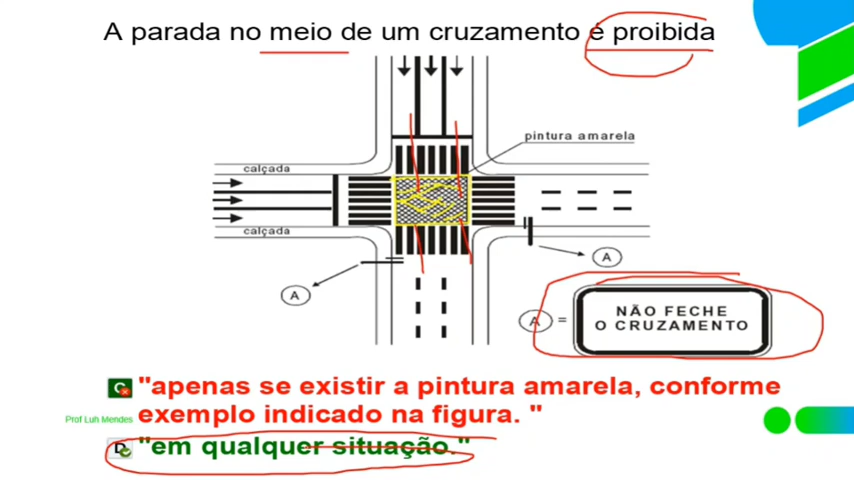 A parada no meio de um cruzamento é proibida
pintura amarela
calçada
calçada
A
A
A =
NÃO FECHE
O CRUZAMENTO
C "apenas se existir a pintura amarela, conforme
Prof Luh Mendes exemplo indicado na figura. "
D "em qualquer situação."